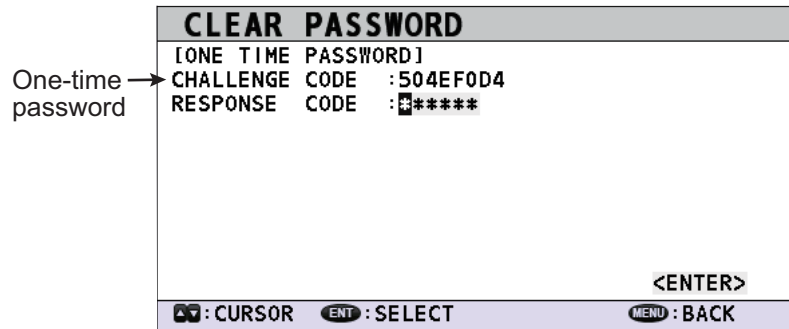 CLEAR PASSWORD
[ONE TIME PASSWORD]
One-time password
CHALLENGE CODE :504EF0D4
RESPONSE CODE :******
<ENTER>
▲▼:CURSOR ENT:SELECT MENU:BACK